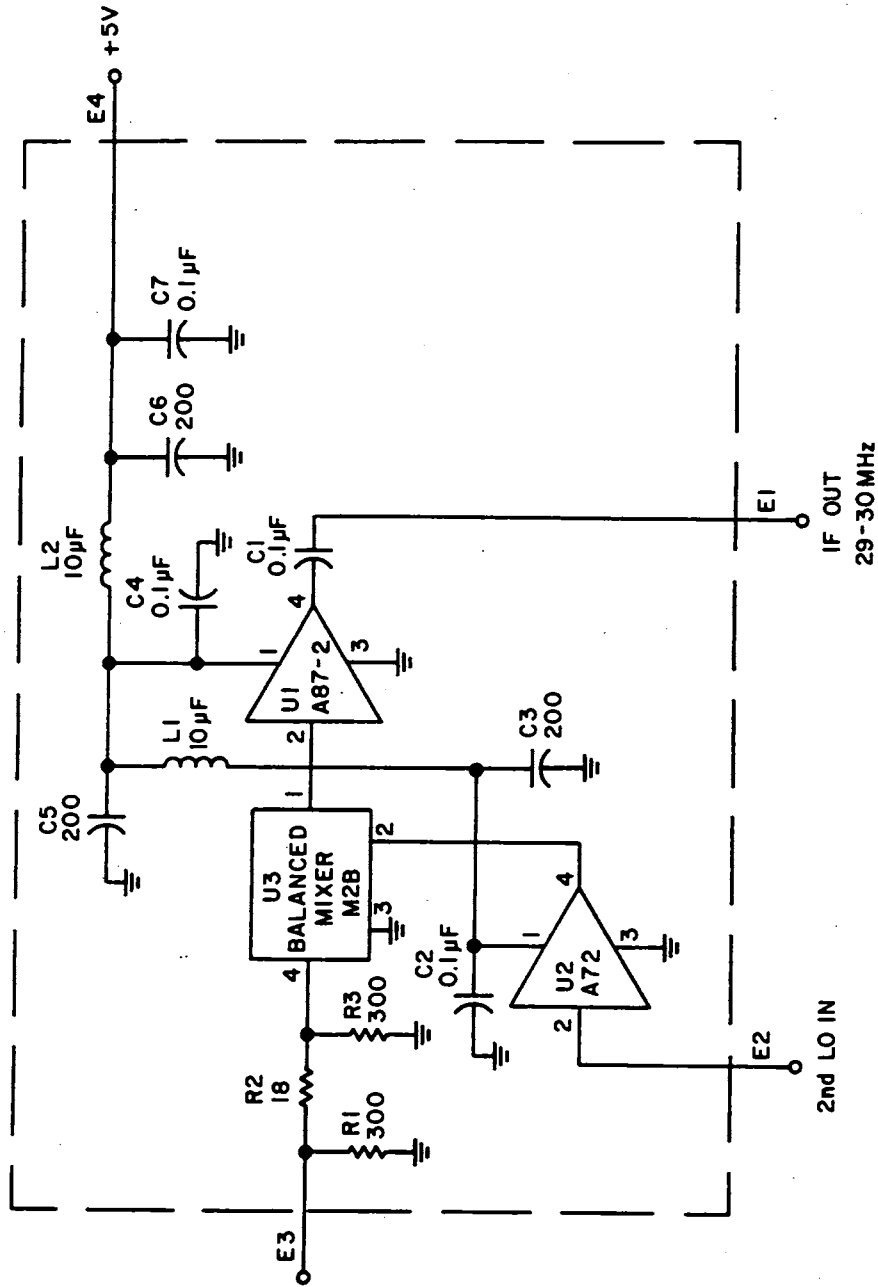 E4
+5V
L2
10µF
C6
200
C7
0.1µF
C5
200
C4
0.1µF
L1
10µF
1
U1
A87-2
2
3
4
C1
0.1µF
U3
BALANCED
MIXER
M2B
1
2
3
4
R2
18
R1
300
R3
300
E3
C2
0.1µF
C3
200
1
U2
A72
2
3
4
E2
2nd LO IN
E1
IF OUT
29-30MHz